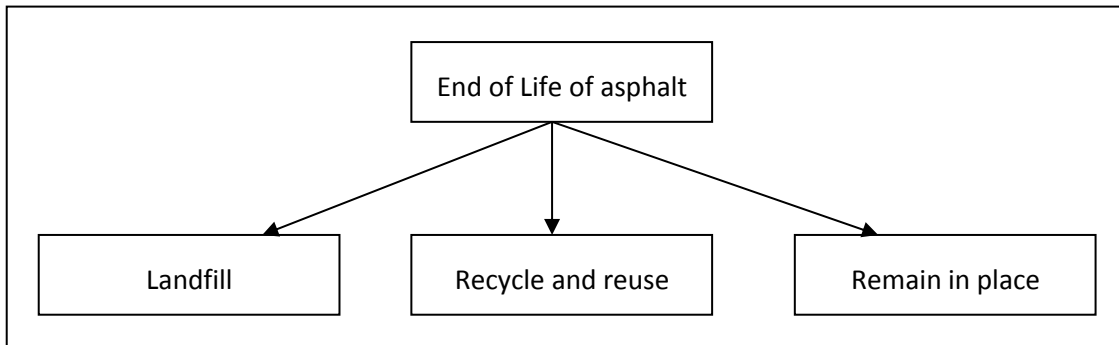 End of Life of asphalt
Landfill
Recycle and reuse
Remain in place